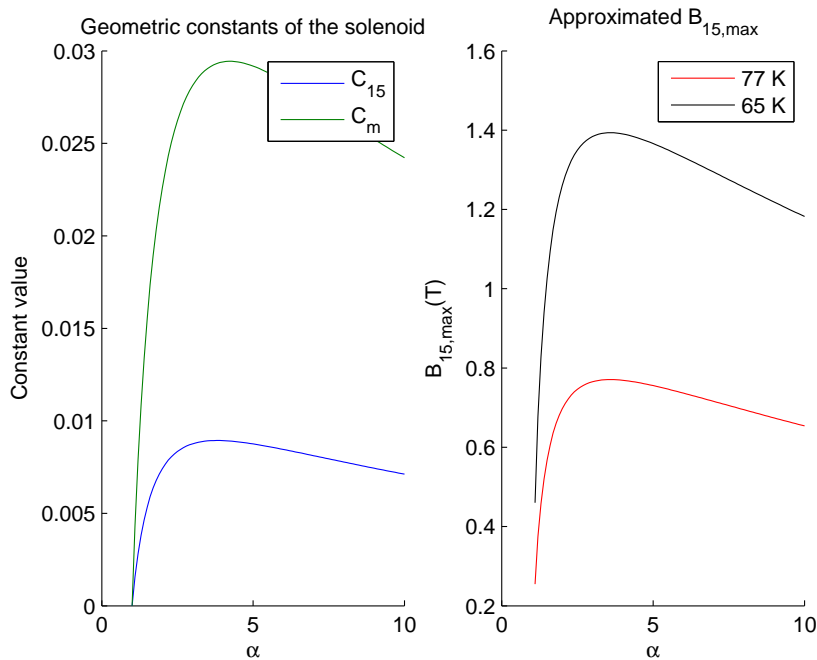 Geometric constants of the solenoid
0.03
0.025
0.02
0.015
0.01
0.005
0
Constant value
C15
Cm
0
5
10
α
Approximated B15,max
1.6
1.4
1.2
1
0.8
0.6
0.4
0.2
B15,max(T)
77 K
65 K
0
5
10
α